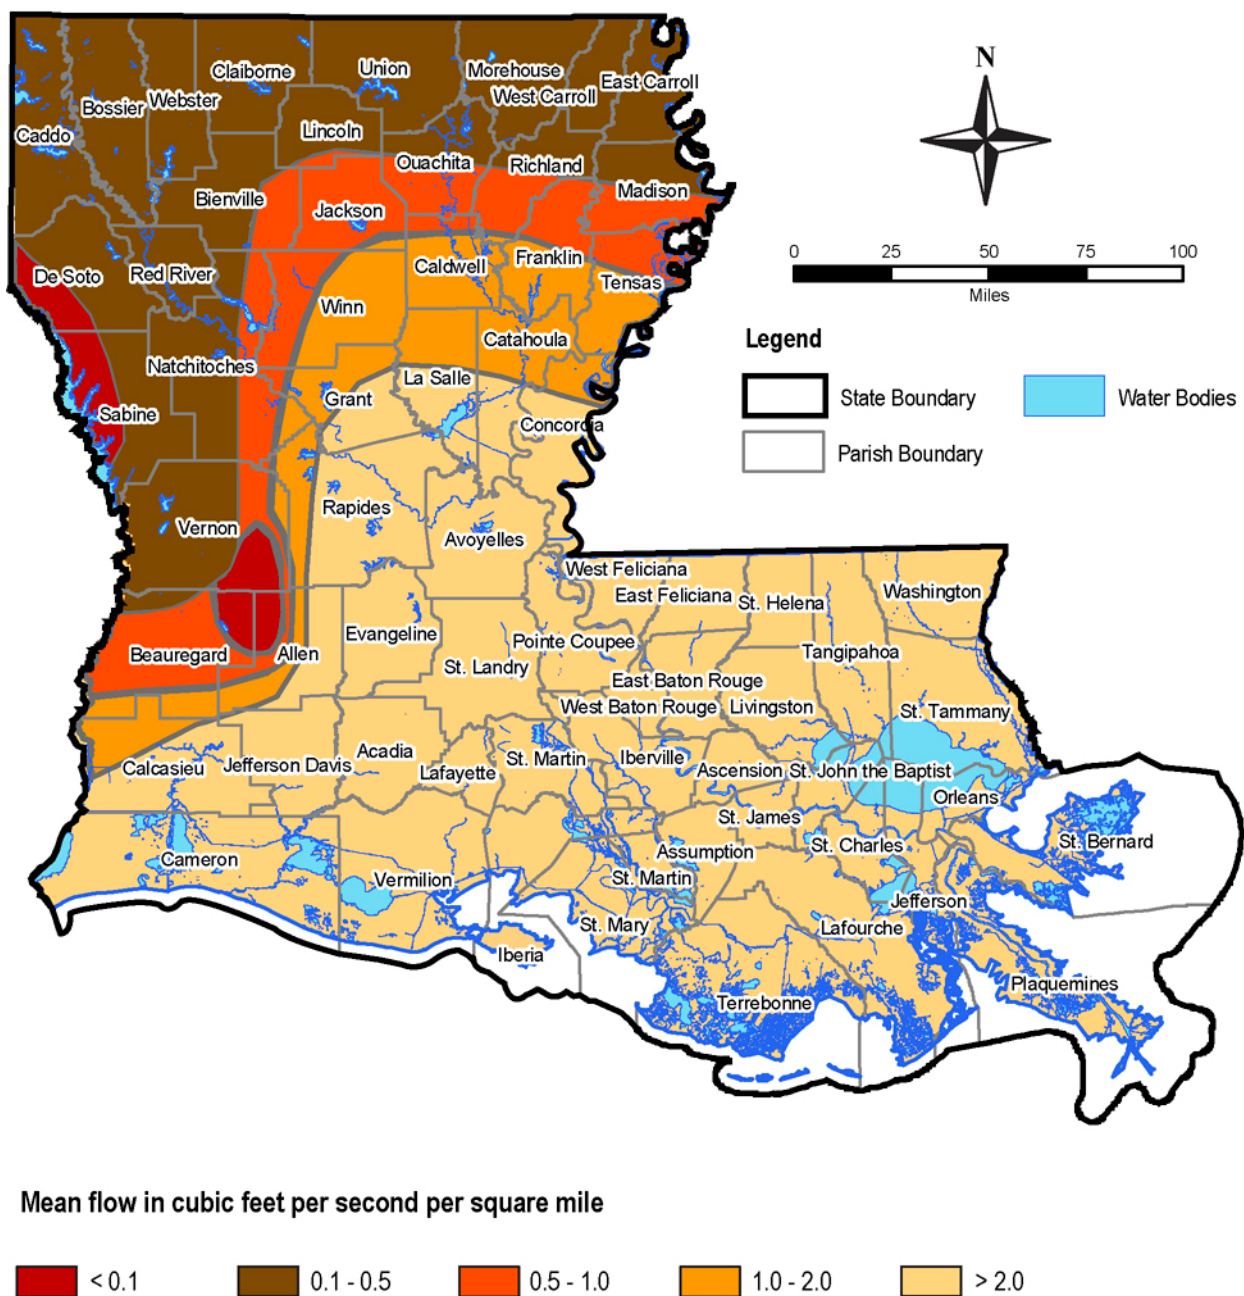 N
Claiborne
Union
Morehouse
East Carroll
Bossier
Webster
West Carroll
Caddo
Lincoln
Ouachita
Richland
Bienville
Madison
Jackson
De Soto
Red River
Caldwell
Franklin
Tensas
Winn
Natchitoches
Catahoula
La Salle
Sabine
Grant
Concordia
Vernon
Rapides
Avoyelles
West Feliciana
East Feliciana
St. Helena
Washington
Beauregard
Allen
Evangeline
Pointe Coupee
Tangipahoa
St. Landry
East Baton Rouge
West Baton Rouge
Livingston
St. Tammany
Calcasieu
Jefferson Davis
Acadia
Lafayette
St. Martin
Iberville
Ascension
St. John the Baptist
Orleans
St. James
St. Charles
St. Bernard
Cameron
Vermilion
Assumption
St. Martin
Jefferson
St. Mary
Lafourche
Iberia
Terrebonne
Plaquemines
0 25 50 75 100
Miles
Legend
State Boundary
Water Bodies
Parish Boundary
Mean flow in cubic feet per second per square mile
< 0.1
0.1 - 0.5
0.5 - 1.0
1.0 - 2.0
> 2.0